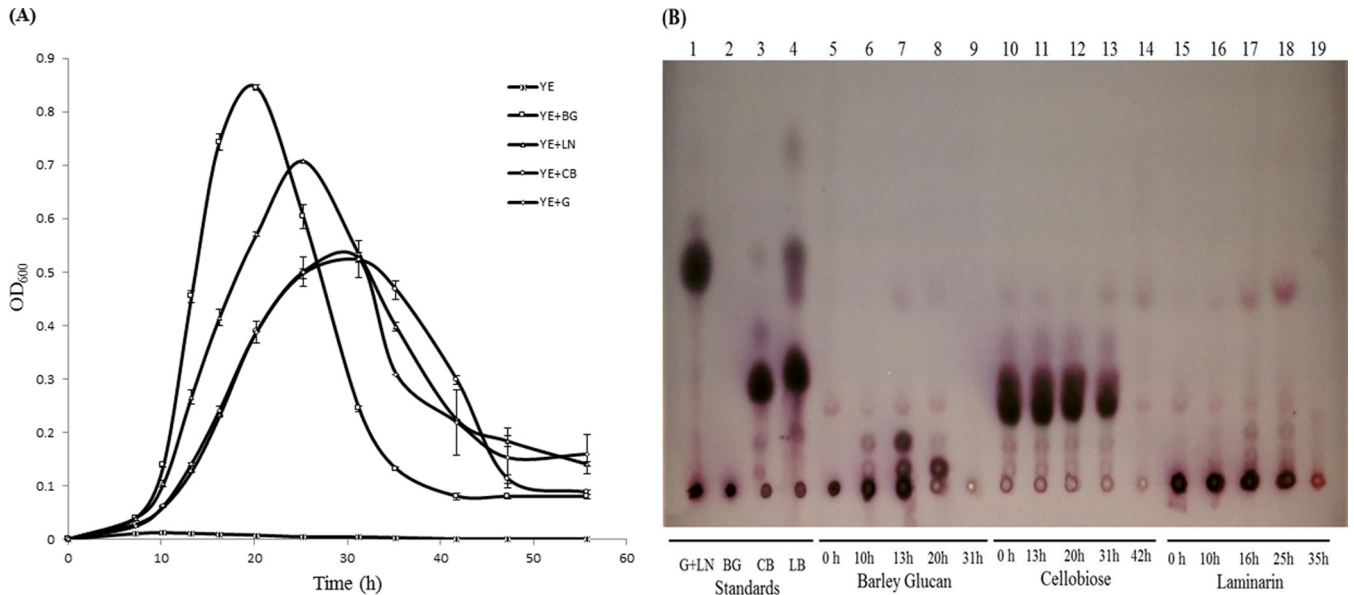 (A)
0.9
0.8
0.7
0.6
0.5
0.4
0.3
0.2
0.1
0
OD600
0 10 20 30 40 50 60
Time (h)
YE
YE+BG
YE+LN
YE+CB
YE+G
(B)
1 2 3 4 5 6 7 8 9 10 11 12 13 14 15 16 17 18 19
G+LN BG CB LB 0 h 10h 13h 20h 31h 0 h 13h 20h 31h 42h 0 h 10h 16h 25h 35h
Standards Barley Glucan Cellobiose Laminarin